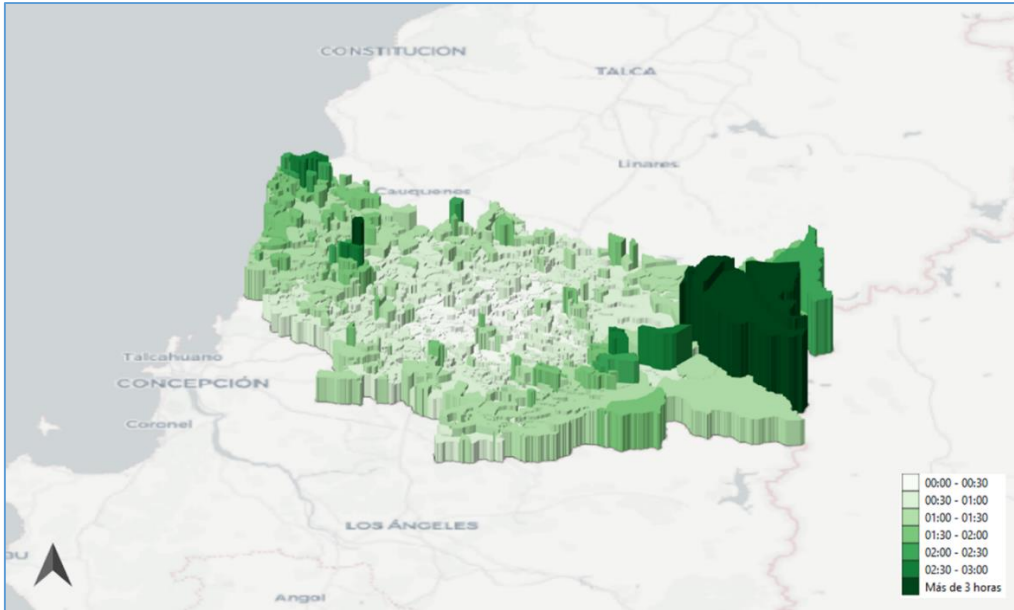 CONSTITUCIÓN
TALCA
Linares
Cauquenes
Talcahuano
CONCEPCIÓN
Coronel
LOS ÁNGELES
Angol
00:00 - 00:30
00:30 - 01:00
01:00 - 01:30
01:30 - 02:00
02:00 - 02:30
02:30 - 03:00
Más de 3 horas